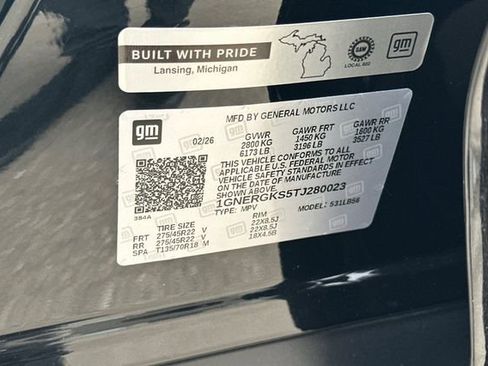 BUILT WITH PRIDE
Lansing, Michigan
UAW
LOCAL 602
gm
gm
MFD BY GENERAL MOTORS LLC
02/26
GVWR GAWR FRT GAWR RR
2800 KG 1450 KG 1600 KG
6173 LB 3196 LB 3527 LB
THIS VEHICLE CONFORMS TO ALL
APPLICABLE U.S. FEDERAL MOTOR
VEHICLE SAFETY STANDARDS IN EFFECT
ON THE DATE OF MANUFACTURE
SHOWN ABOVE.
1GNERGKS5TJ280023
TYPE: MPV MODEL: 531LB56
3B4A
TIRE SIZE RIM
FRT 275/45R22 V 22X8.5J
RR 275/45R22 V 22X8.5J
SPA T135/70R18 M 18X4.5B